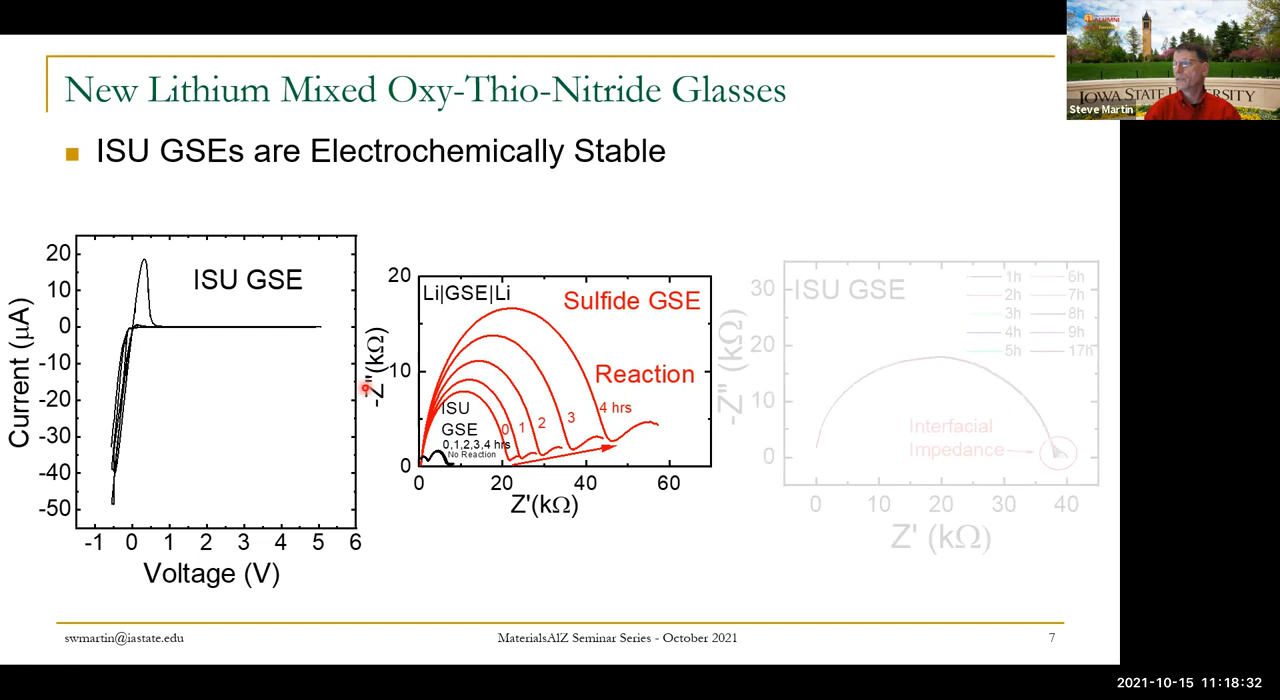 ALUMNI
IOWA STATE UNIVERSITY
Steve Martin
New Lithium Mixed Oxy-Thio-Nitride Glasses
ISU GSEs are Electrochemically Stable
20
10
0
-10
-20
-30
-40
-50
Current (μA)
ISU GSE
-1 0 1 2 3 4 5 6
Voltage (V)
20
10
0
-Z"(kΩ)
Li|GSE|Li
Sulfide GSE
Reaction
ISU
GSE
0,1,2,3,4 hrs
No Reaction
0 1 2 3 4 hrs
0 20 40 60
Z'(kΩ)
30
20
10
0
-Z" (kΩ)
ISU GSE
1h 6h
2h 7h
3h 8h
4h 9h
5h 17h
Interfacial
Impedance
0 10 20 30 40
Z' (kΩ)
swmartin@iastate.edu MaterialsAlZ Seminar Series - October 2021 7
2021-10-15 11:18:32